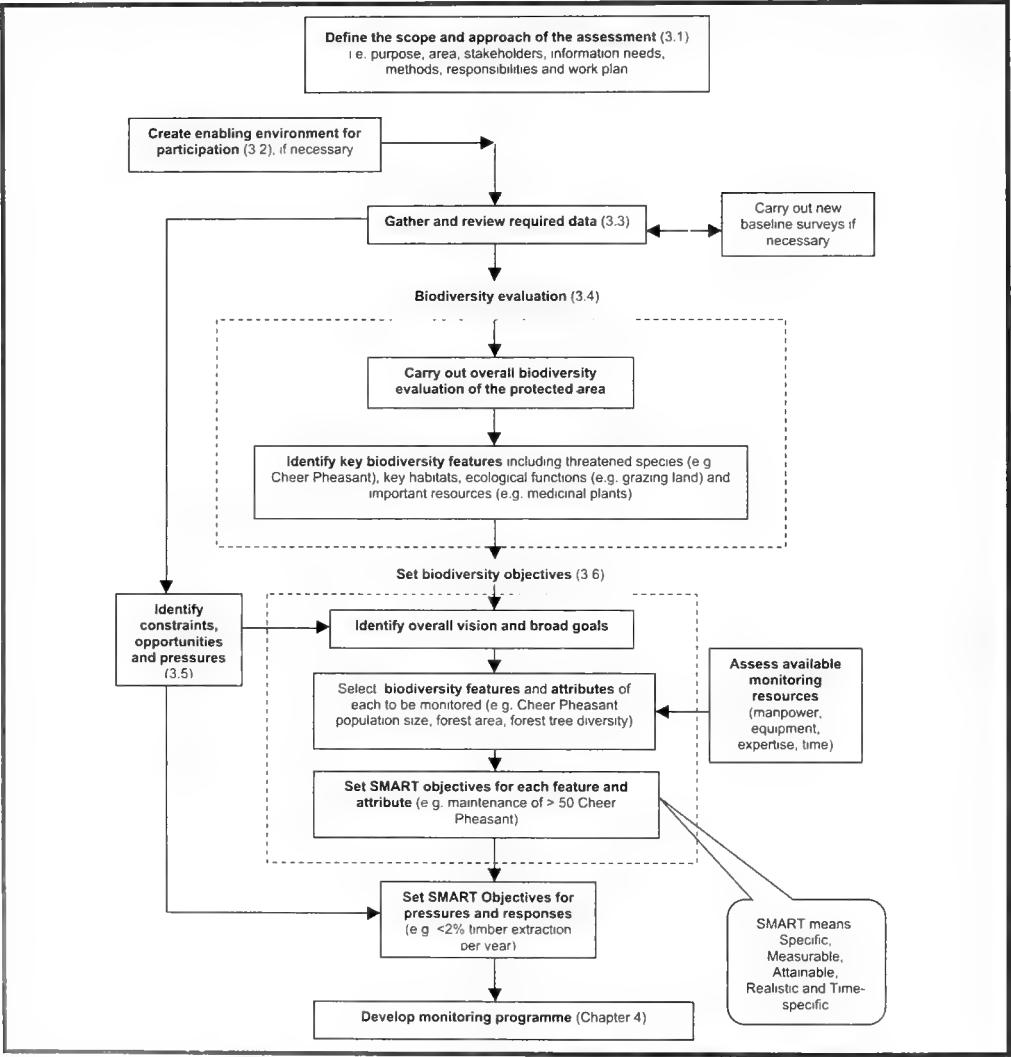 Define the scope and approach of the assessment (3.1)
i e. purpose, area, stakeholders, information needs,
methods, responsibilities and work plan
Create enabling environment for
participation (3 2), if necessary
Gather and review required data (3.3)
Carry out new
baseline surveys if
necessary
Biodiversity evaluation (3.4)
Carry out overall biodiversity
evaluation of the protected area
Identify key biodiversity features including threatened species (e g
Cheer Pheasant), key habitats, ecological functions (e.g. grazing land) and
important resources (e.g. medicinal plants)
Set biodiversity objectives (3 6)
Identify
constraints,
opportunities
and pressures
(3.5)
Identify overall vision and broad goals
Select biodiversity features and attributes of
each to be monitored (e.g. Cheer Pheasant
population size, forest area, forest tree diversity)
Assess available
monitoring
resources
(manpower,
equipment,
expertise, time)
Set SMART objectives for each feature and
attribute (e g. maintenance of > 50 Cheer
Pheasant)
Set SMART Objectives for
pressures and responses
(e g <2% timber extraction
per year)
SMART means
Specific,
Measurable,
Attainable,
Realistic and Time-
specific
Develop monitoring programme (Chapter 4)